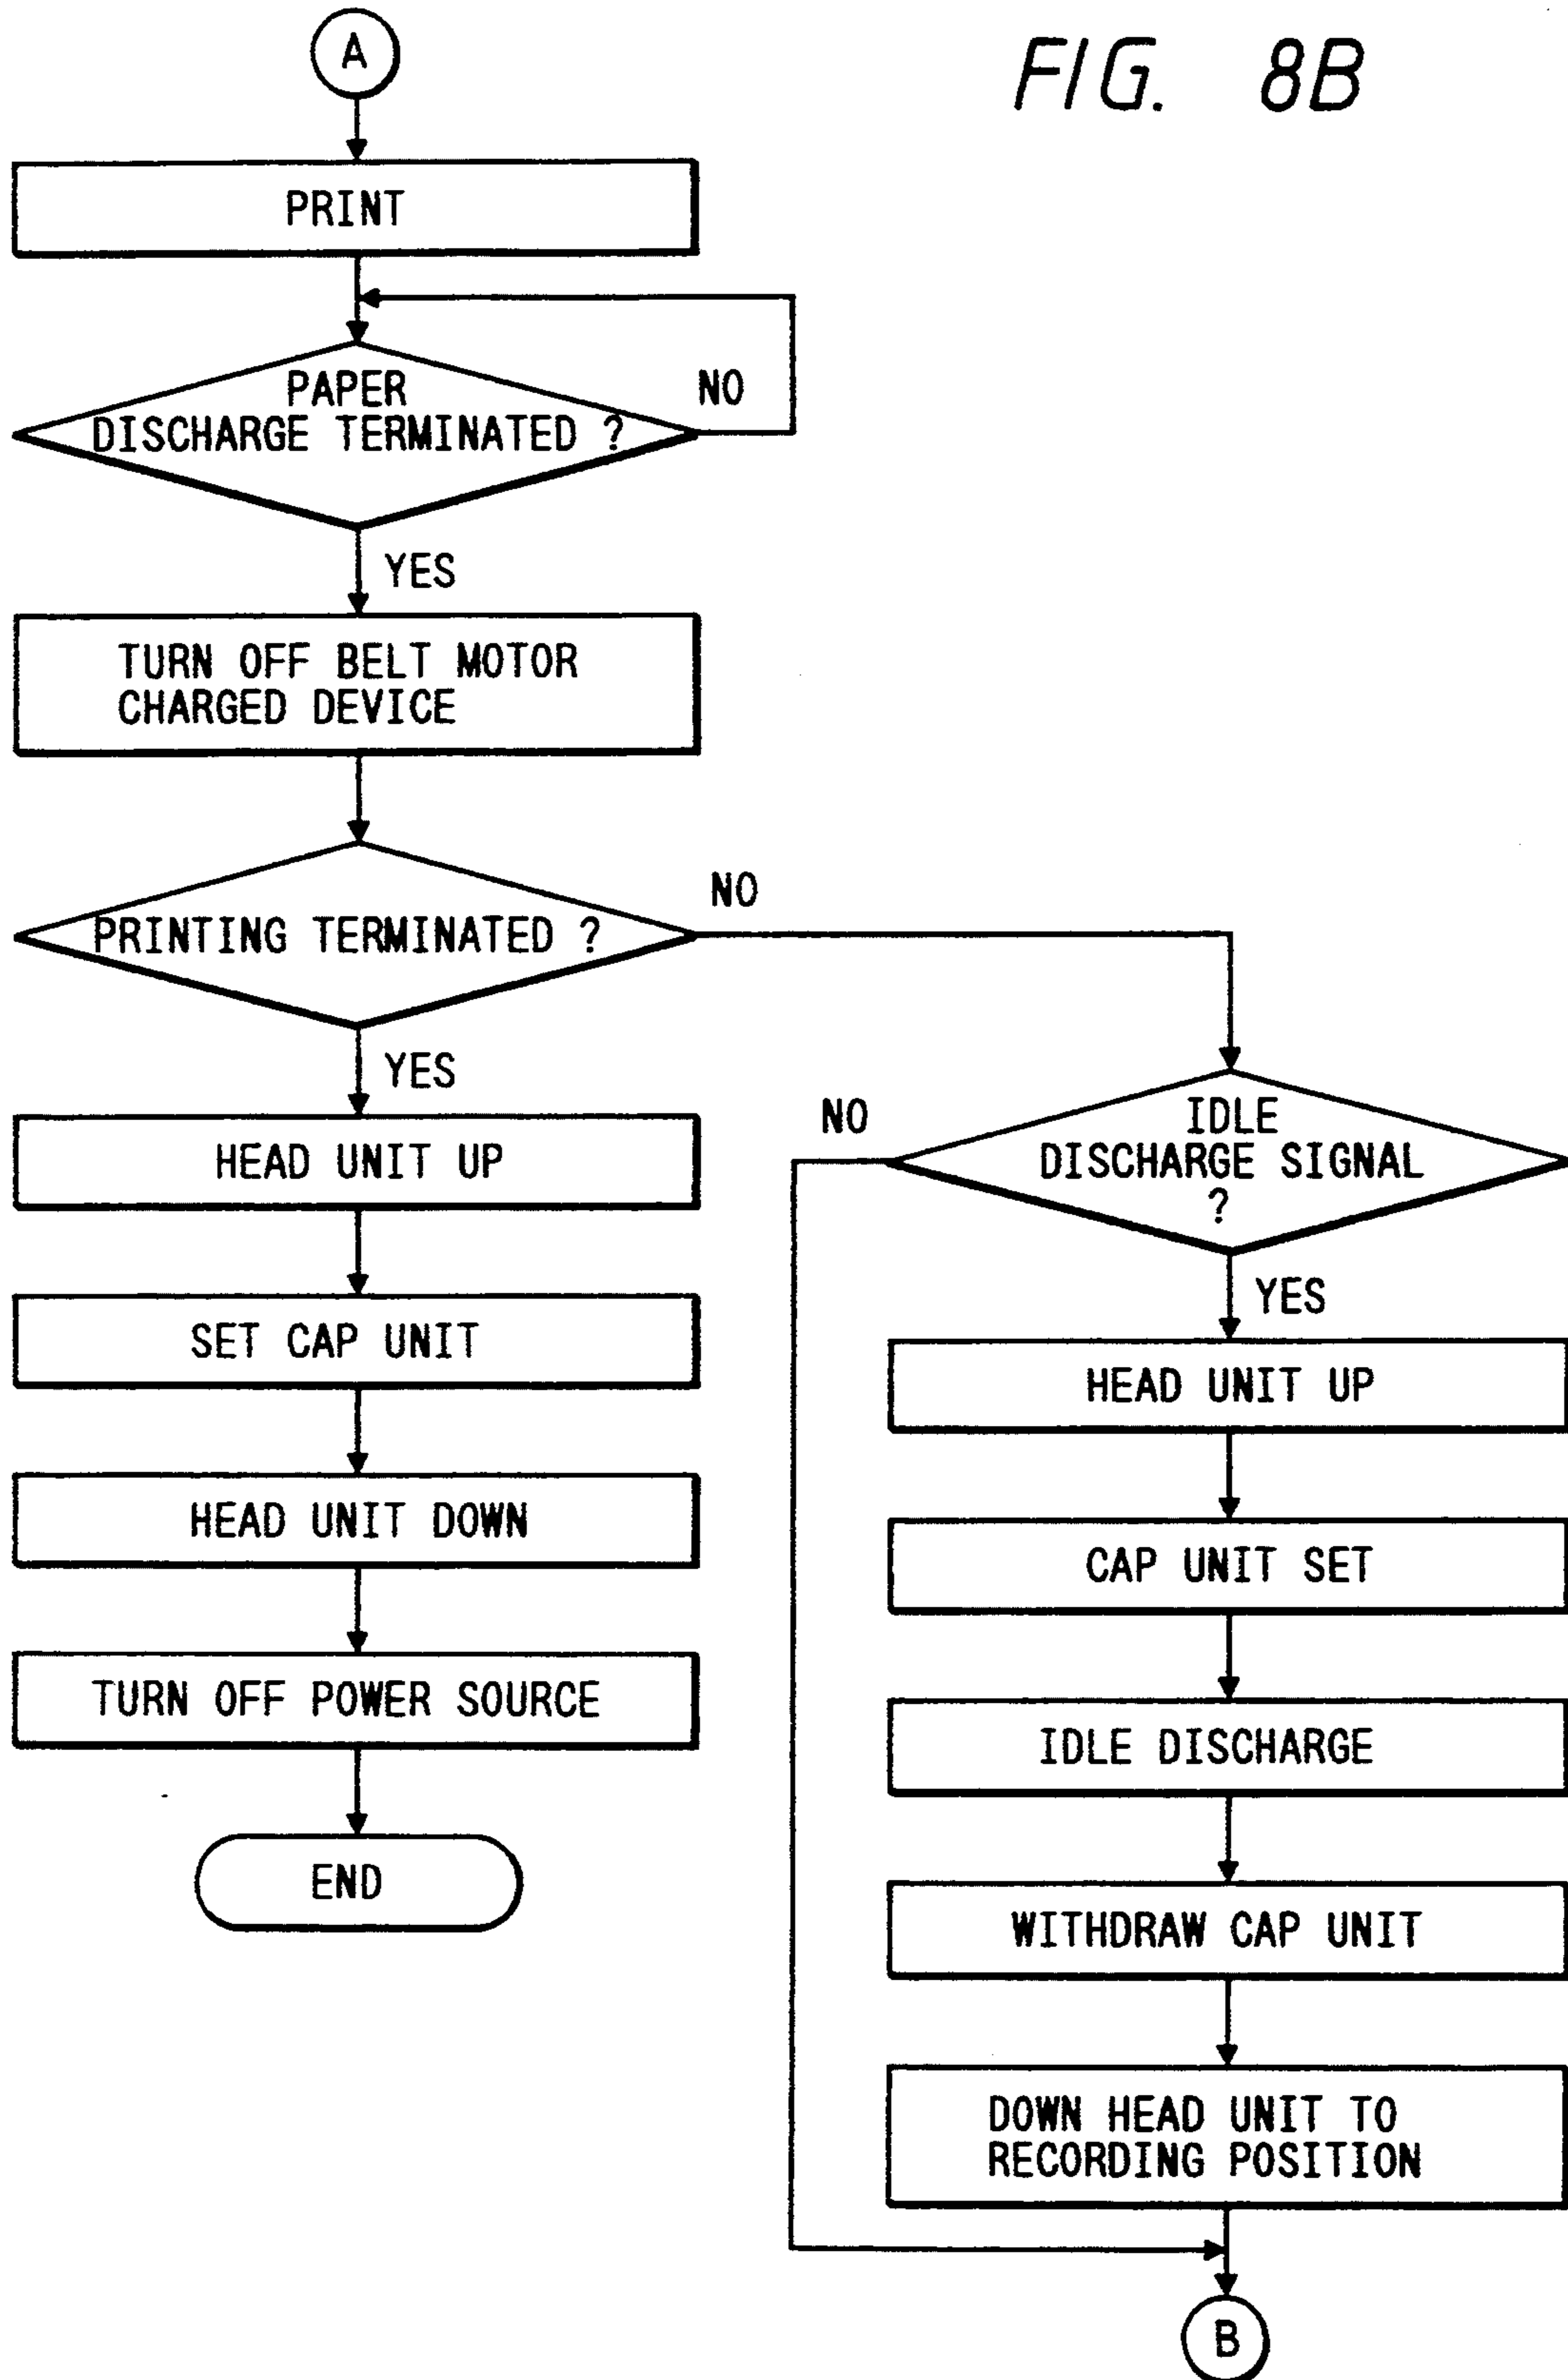 FIG. 8B
A
PRINT
PAPER
DISCHARGE TERMINATED ?
NO
YES
TURN OFF BELT MOTOR
CHARGED DEVICE
PRINTING TERMINATED ?
NO
YES
HEAD UNIT UP
SET CAP UNIT
HEAD UNIT DOWN
TURN OFF POWER SOURCE
END
IDLE
DISCHARGE SIGNAL
?
NO
YES
HEAD UNIT UP
CAP UNIT SET
IDLE DISCHARGE
WITHDRAW CAP UNIT
DOWN HEAD UNIT TO
RECORDING POSITION
B